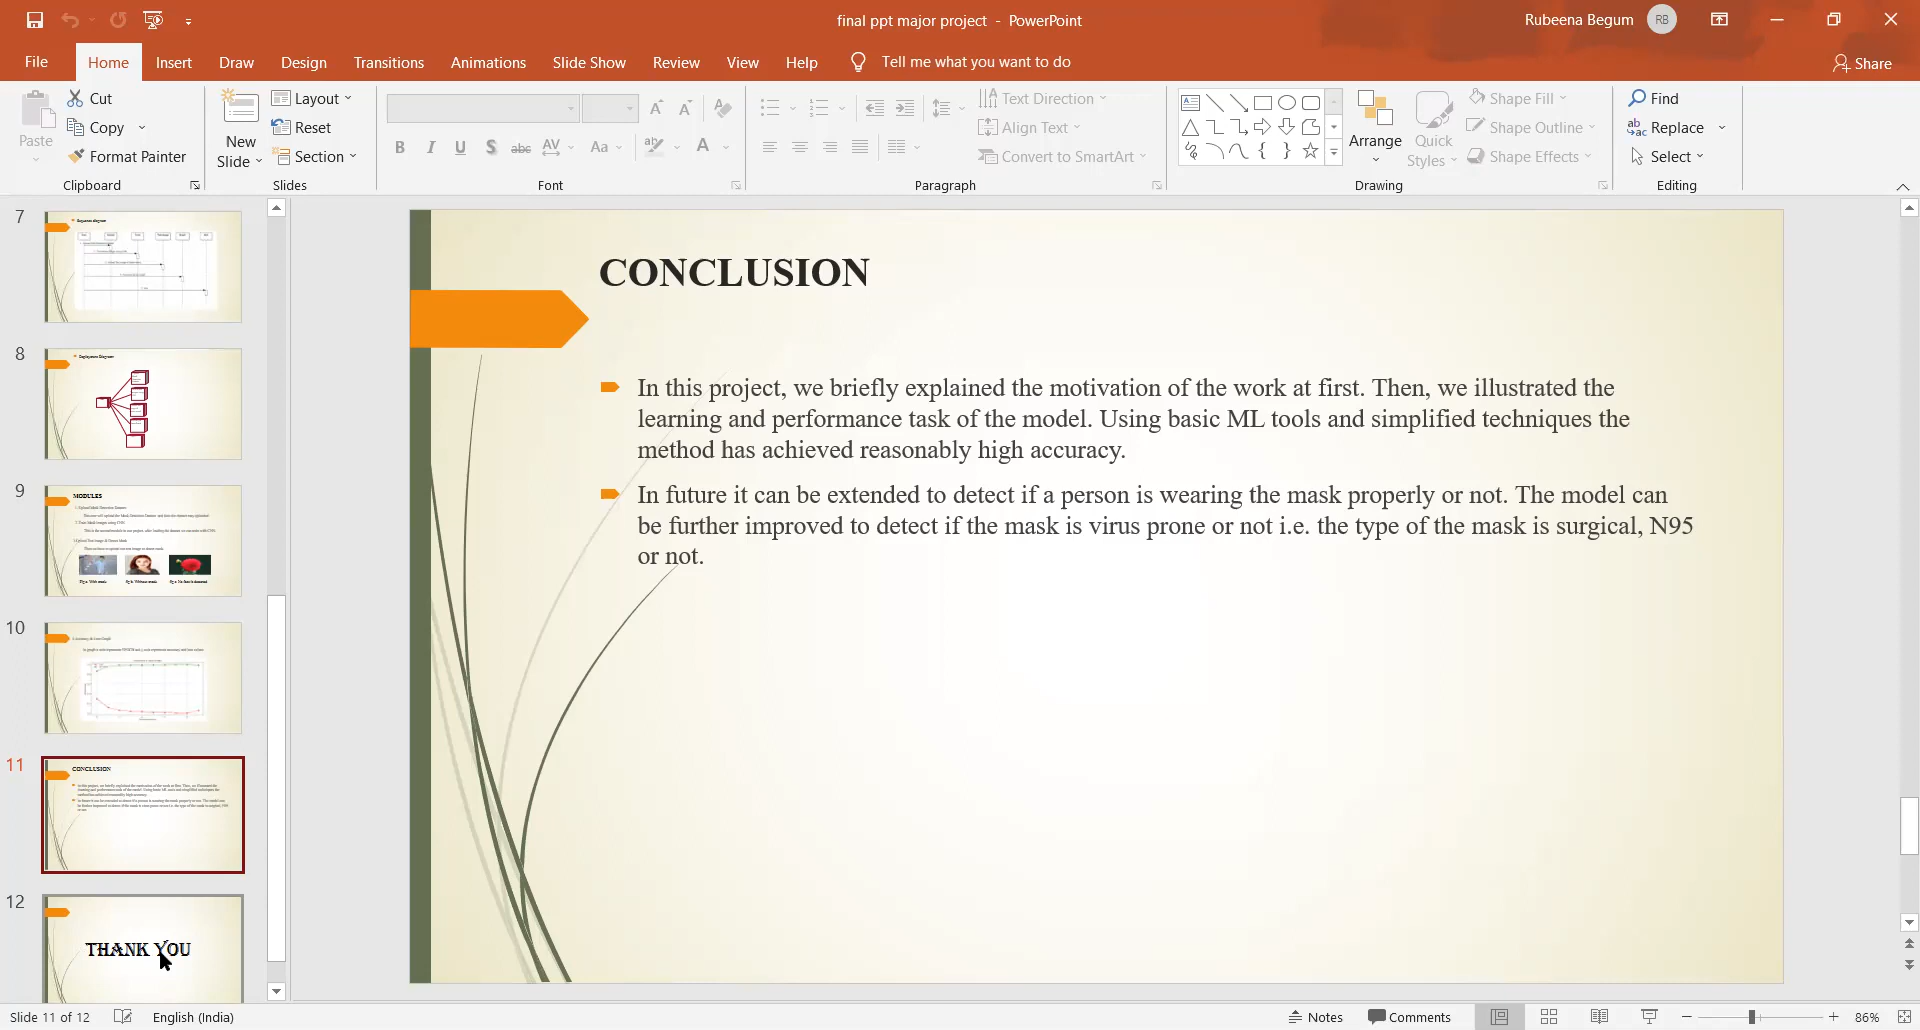 final ppt major project - PowerPoint
Rubeena Begum RB
File Home Insert Draw Design Transitions Animations Slide Show Review View Help Tell me what you want to do Share
Paste Cut Copy Format Painter
Clipboard
New Slide Layout Reset Section
Slides
B I U S abc AV Aa ab A
Font
Text Direction
Align Text
Convert to SmartArt
Paragraph
Arrange Quick Styles
Shape Fill
Shape Outline
Shape Effects
Drawing
Find
Replace
Select
Editing
7
Sequence diagram
8
Deployment Diagram
9
MODULES
10
11
CONCLUSION
12
THANK YOU
CONCLUSION
In this project, we briefly explained the motivation of the work at first. Then, we illustrated the
learning and performance task of the model. Using basic ML tools and simplified techniques the
method has achieved reasonably high accuracy.
In future it can be extended to detect if a person is wearing the mask properly or not. The model can
be further improved to detect if the mask is virus prone or not i.e. the type of the mask is surgical, N95
or not.
Slide 11 of 12 English (India) Notes Comments 86%